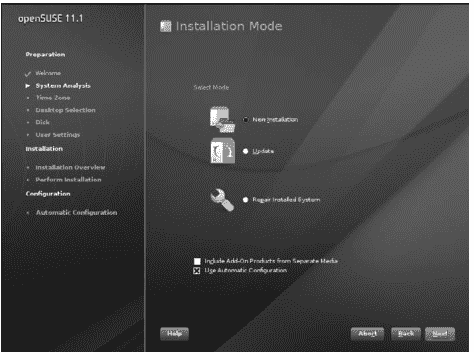 openSUSE 11.1
Installation Mode
Preparation
Welcome
System Analysis
Time Zone
Desktop Selection
Disk
User Settings
Installation
Installation Overview
Perform Installation
Configuration
Automatic Configuration
Select Mode
New Installation
Update
Repair Installed System
Include Add-On Products from Separate Media
Use Automatic Configuration
Help
Abort
Back
Next